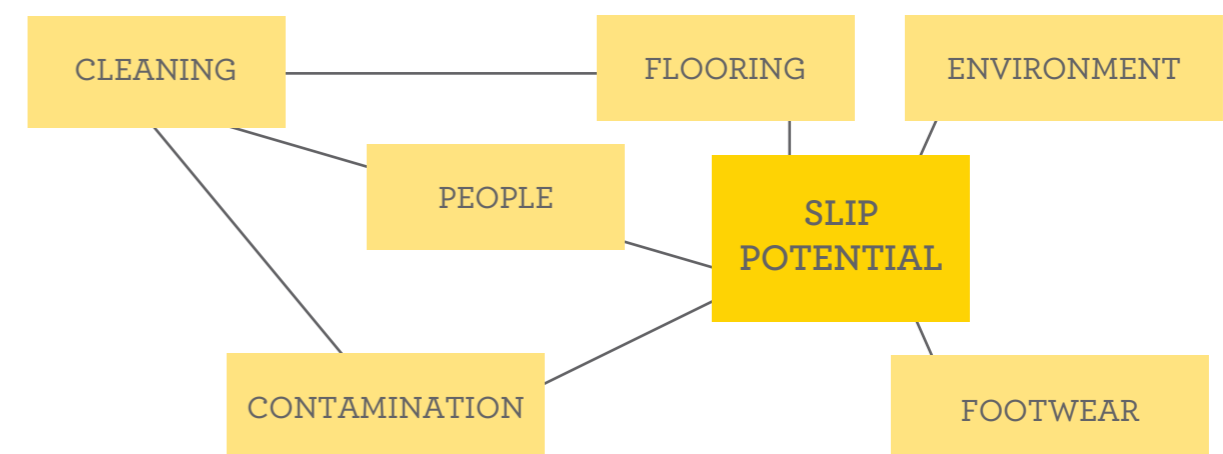 CLEANING
FLOORING
ENVIRONMENT
PEOPLE
SLIP
POTENTIAL
CONTAMINATION
FOOTWEAR